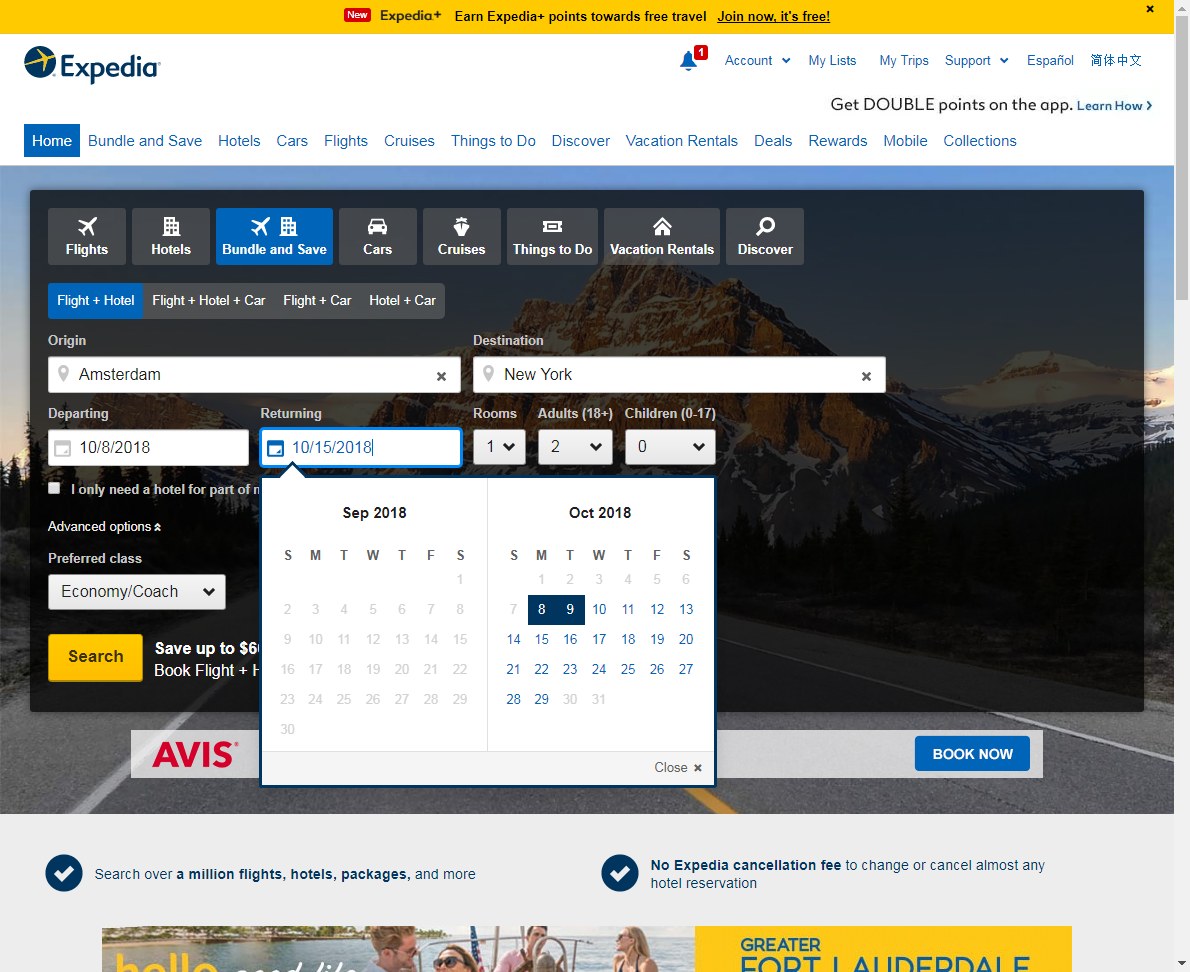 New Expedia+ Earn Expedia+ points towards free travel Join now, it's free!
Expedia
1 Account My Lists My Trips Support Español 简体中文
Get DOUBLE points on the app. Learn How
Home Bundle and Save Hotels Cars Flights Cruises Things to Do Discover Vacation Rentals Deals Rewards Mobile Collections
Flights Hotels Bundle and Save Cars Cruises Things to Do Vacation Rentals Discover
Flight + Hotel Flight + Hotel + Car Flight + Car Hotel + Car
Origin Destination
Amsterdam New York
Departing Returning Rooms Adults (18+) Children (0-17)
10/8/2018 10/15/2018 1 2 0
I only need a hotel for part of
Advanced options
Preferred class
Economy/Coach
Search
Save up to $6
Book Flight +
Sep 2018
S M T W T F S
1
2 3 4 5 6 7 8
9 10 11 12 13 14 15
16 17 18 19 20 21 22
23 24 25 26 27 28 29
30
Oct 2018
S M T W T F S
1 2 3 4 5 6
7 8 9 10 11 12 13
14 15 16 17 18 19 20
21 22 23 24 25 26 27
28 29 30 31
Close
AVIS BOOK NOW
Search over a million flights, hotels, packages, and more
No Expedia cancellation fee to change or cancel almost any
hotel reservation
hello good life
GREATER
FORT LAUDERDALE